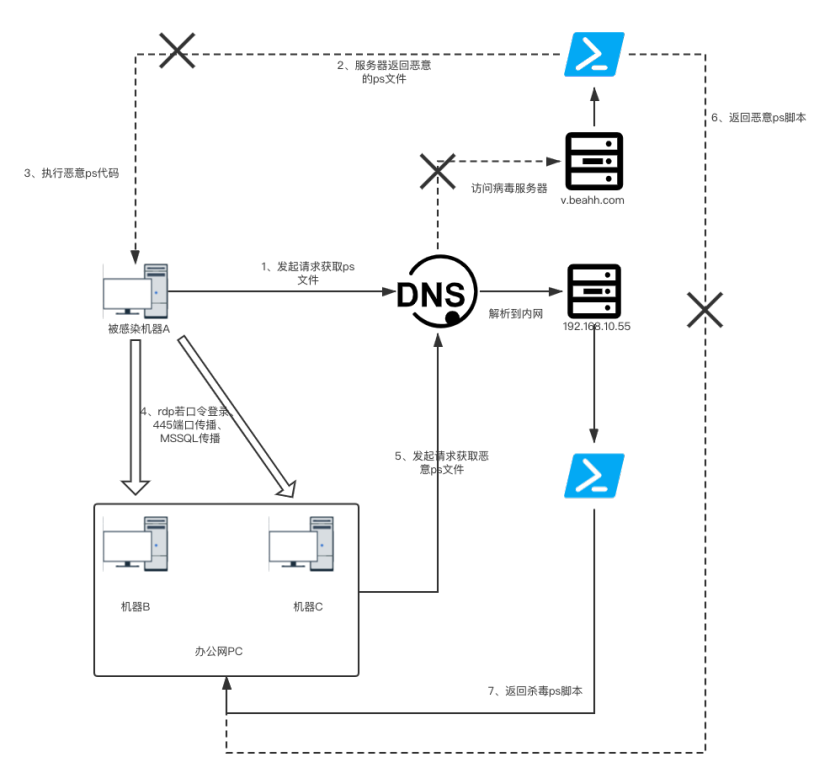 2、服务器返回恶意
的ps文件
6、返回恶意ps脚本
3、执行恶意ps代码
访问病毒服务器
v.beahh.com
1、发起请求获取ps
文件
DNS
解析到内网
192.168.10.55
被感染机器A
4、rdp若口令登录、
445端口传播、
MSSQL传播
5、发起请求获取恶
意ps文件
机器B
机器C
办公网PC
7、返回杀毒ps脚本